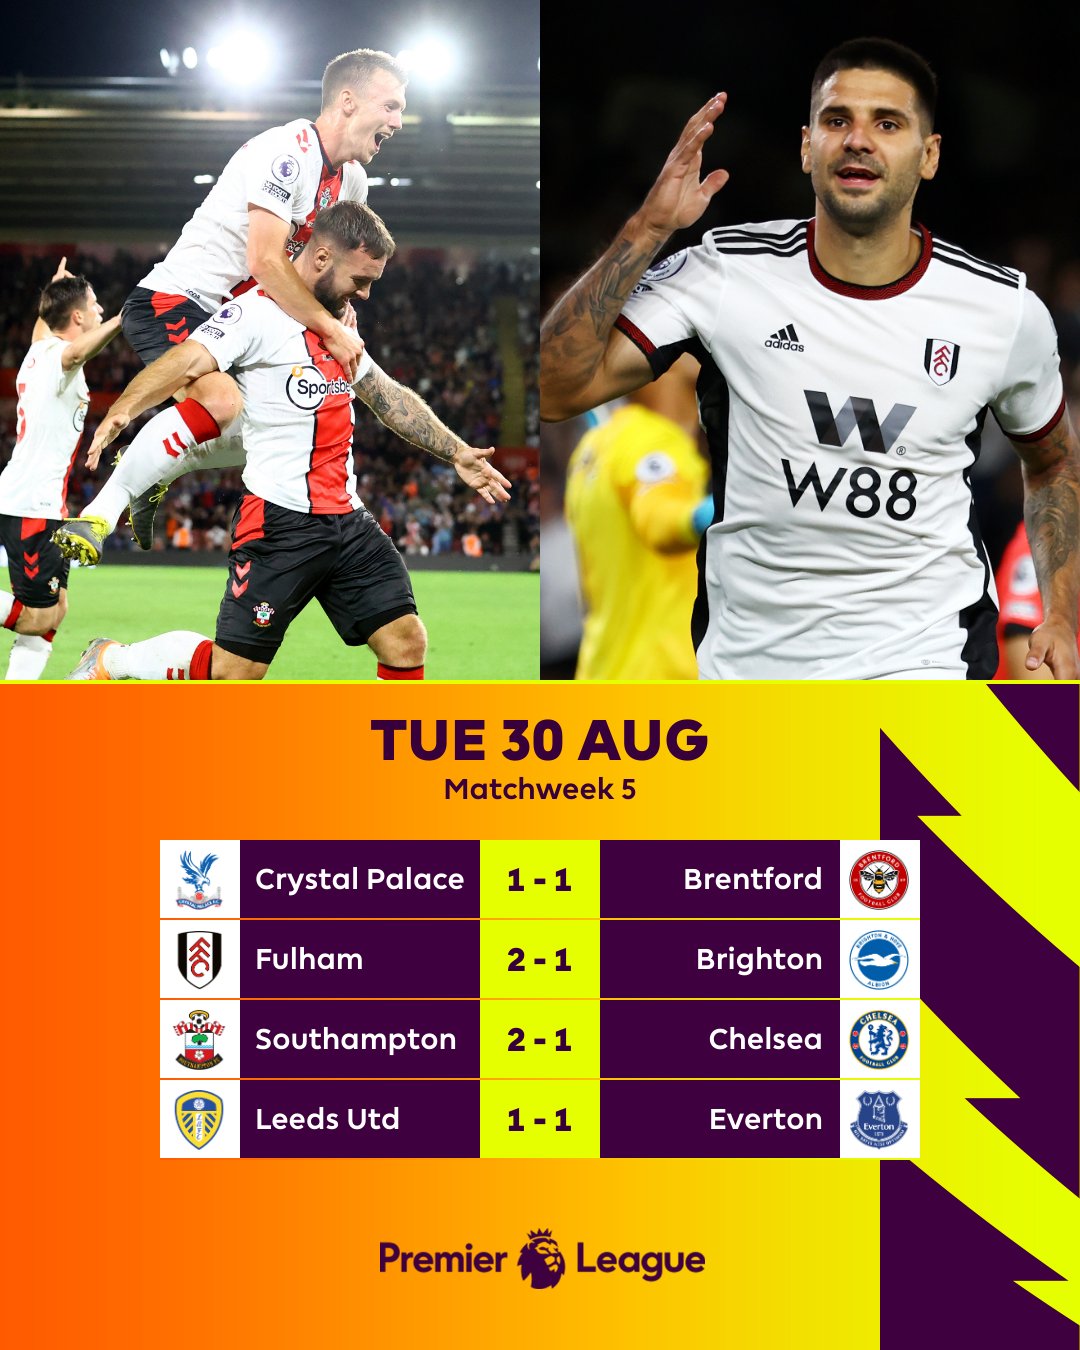 Sportsbe
adidas
W
W88
TUE 30 AUG
Matchweek 5
Crystal Palace 1 - 1 Brentford
Fulham 2 - 1 Brighton
Southampton 2 - 1 Chelsea
Leeds Utd 1 - 1 Everton
Premier League